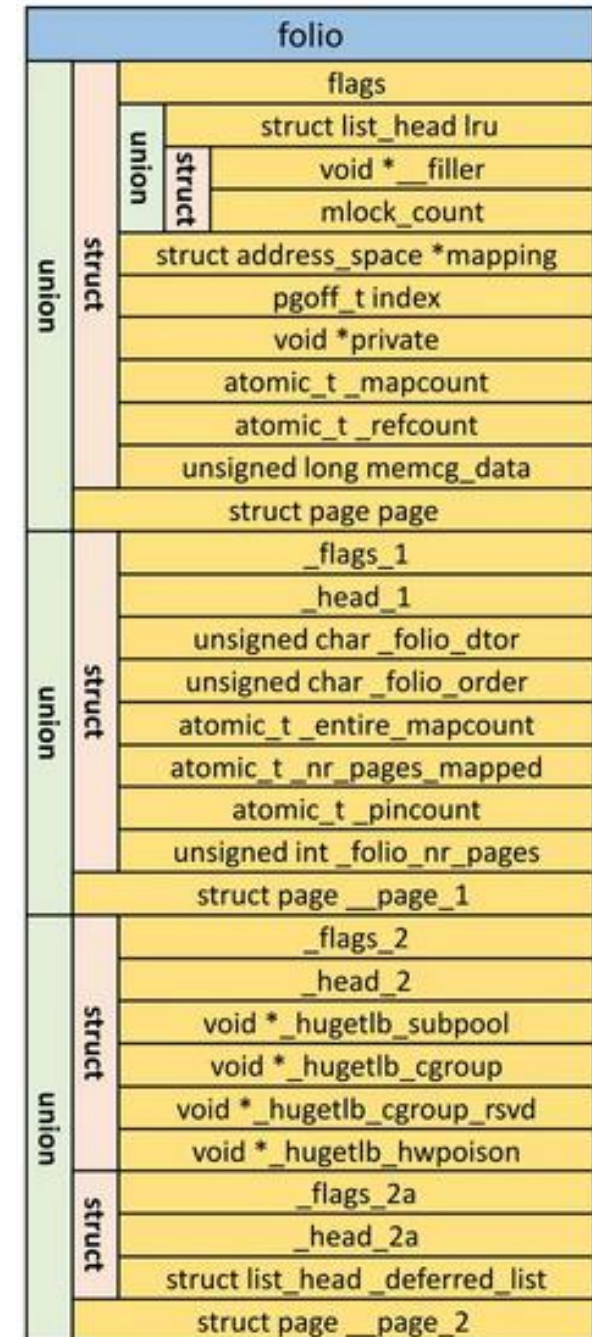 folio
union
struct
flags
union
struct list_head lru
struct
void *__filler
mlock_count
struct address_space *mapping
pgoff_t index
void *private
atomic_t _mapcount
atomic_t _refcount
unsigned long memcg_data
struct page page
union
struct
_flags_1
_head_1
unsigned char _folio_dtor
unsigned char _folio_order
atomic_t _entire_mapcount
atomic_t _nr_pages_mapped
atomic_t _pincount
unsigned int _folio_nr_pages
struct page __page_1
union
struct
_flags_2
_head_2
void *_hugetlb_subpool
void *_hugetlb_cgroup
void *_hugetlb_cgroup_rsvd
void *_hugetlb_hwpoison
struct
_flags_2a
_head_2a
struct list_head _deferred_list
struct page __page_2